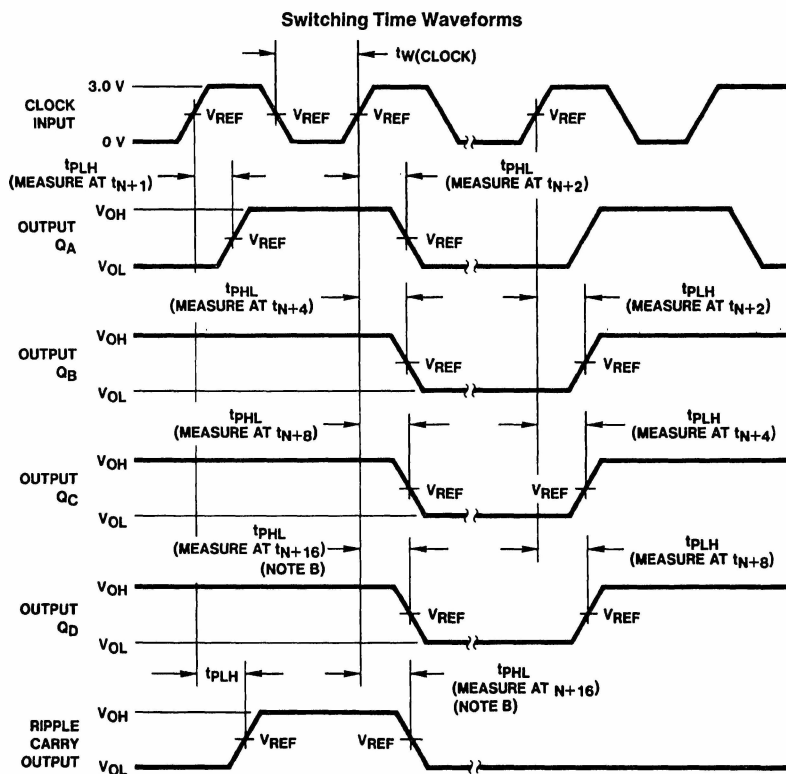 Switching Time Waveforms
tW(CLOCK)
3.0 V
CLOCK
INPUT
VREF VREF VREF VREF
0 V
tPLH
(MEASURE AT tN+1)
tPHL
(MEASURE AT tN+2)
VOH
OUTPUT
QA
VREF VREF
VOL
tPHL
(MEASURE AT tN+4)
tPLH
(MEASURE AT tN+2)
VOH
OUTPUT
QB
VREF VREF
VOL
tPHL
(MEASURE AT tN+8)
tPLH
(MEASURE AT tN+4)
VOH
OUTPUT
QC
VREF VREF
VOL
tPHL
(MEASURE AT tN+16)
(NOTE B)
tPLH
(MEASURE AT tN+8)
VOH
OUTPUT
QD
VREF VREF
VOL
tPLH
tPHL
(MEASURE AT N+16)
(NOTE B)
VOH
RIPPLE
CARRY
OUTPUT
VREF VREF
VOL